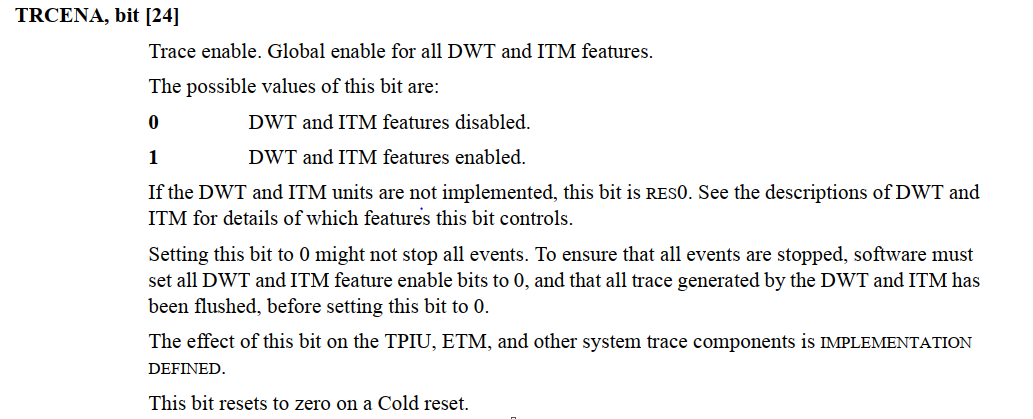 TRCENA, bit [24]
Trace enable. Global enable for all DWT and ITM features.
The possible values of this bit are:
0 DWT and ITM features disabled.
1 DWT and ITM features enabled.
If the DWT and ITM units are not implemented, this bit is RES0. See the descriptions of DWT and
ITM for details of which features this bit controls.
Setting this bit to 0 might not stop all events. To ensure that all events are stopped, software must
set all DWT and ITM feature enable bits to 0, and that all trace generated by the DWT and ITM has
been flushed, before setting this bit to 0.
The effect of this bit on the TPIU, ETM, and other system trace components is IMPLEMENTATION
DEFINED.
This bit resets to zero on a Cold reset.